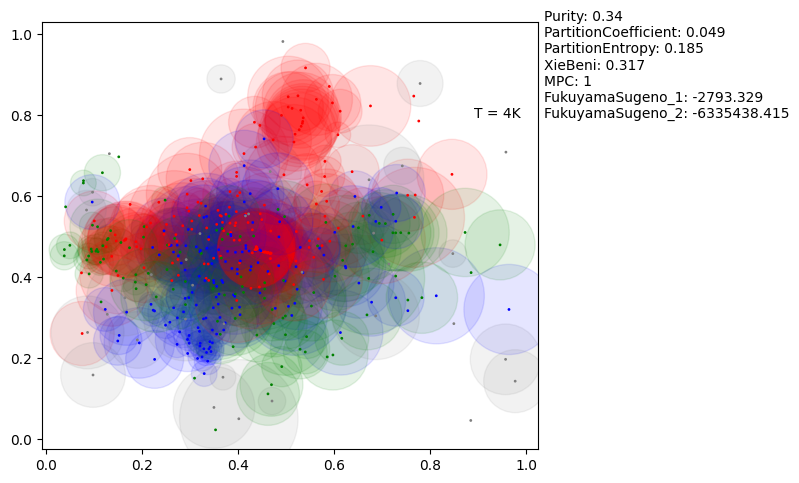 Purity: 0.34
PartitionCoefficient: 0.049
PartitionEntropy: 0.185
XieBeni: 0.317
MPC: 1
FukuyamaSugeno_1: -2793.329
FukuyamaSugeno_2: -6335438.415
T = 4K
1.0
0.8
0.6
0.4
0.2
0.0
0.0 0.2 0.4 0.6 0.8 1.0